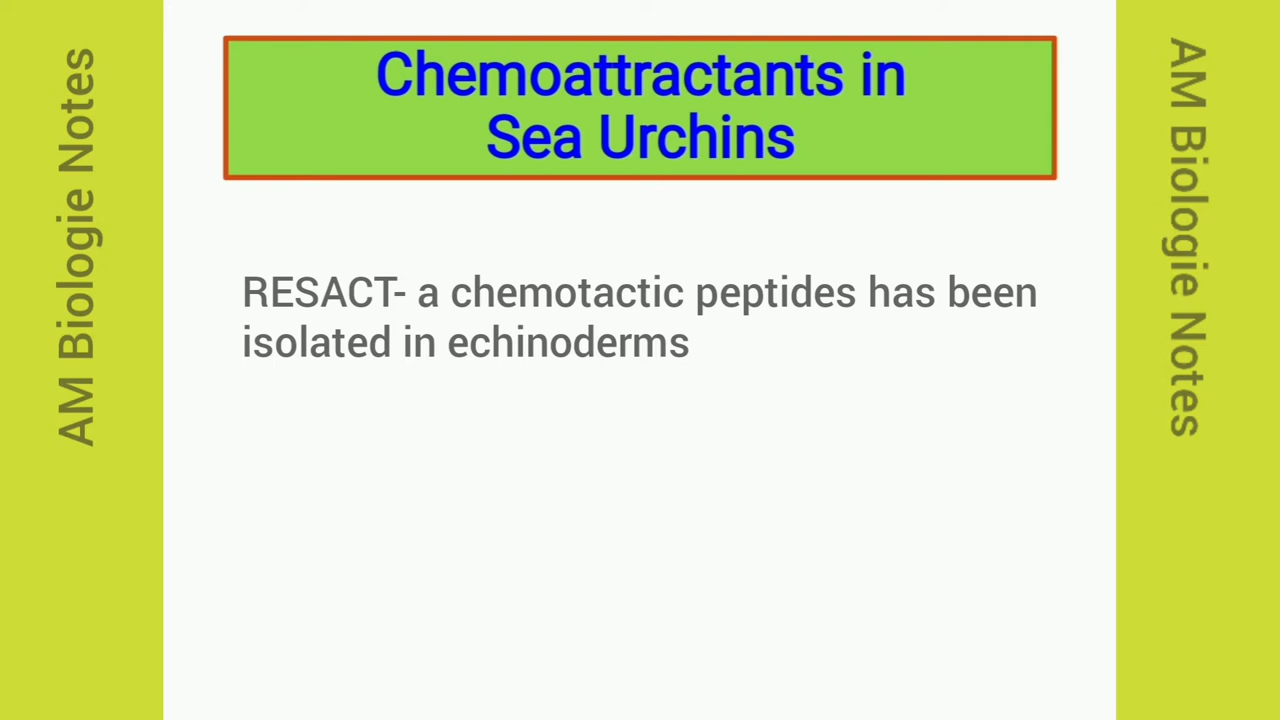 AM Biologie Notes
Chemoattractants in
Sea Urchins
RESACT- a chemotactic peptides has been
isolated in echinoderms
AM Biologie Notes